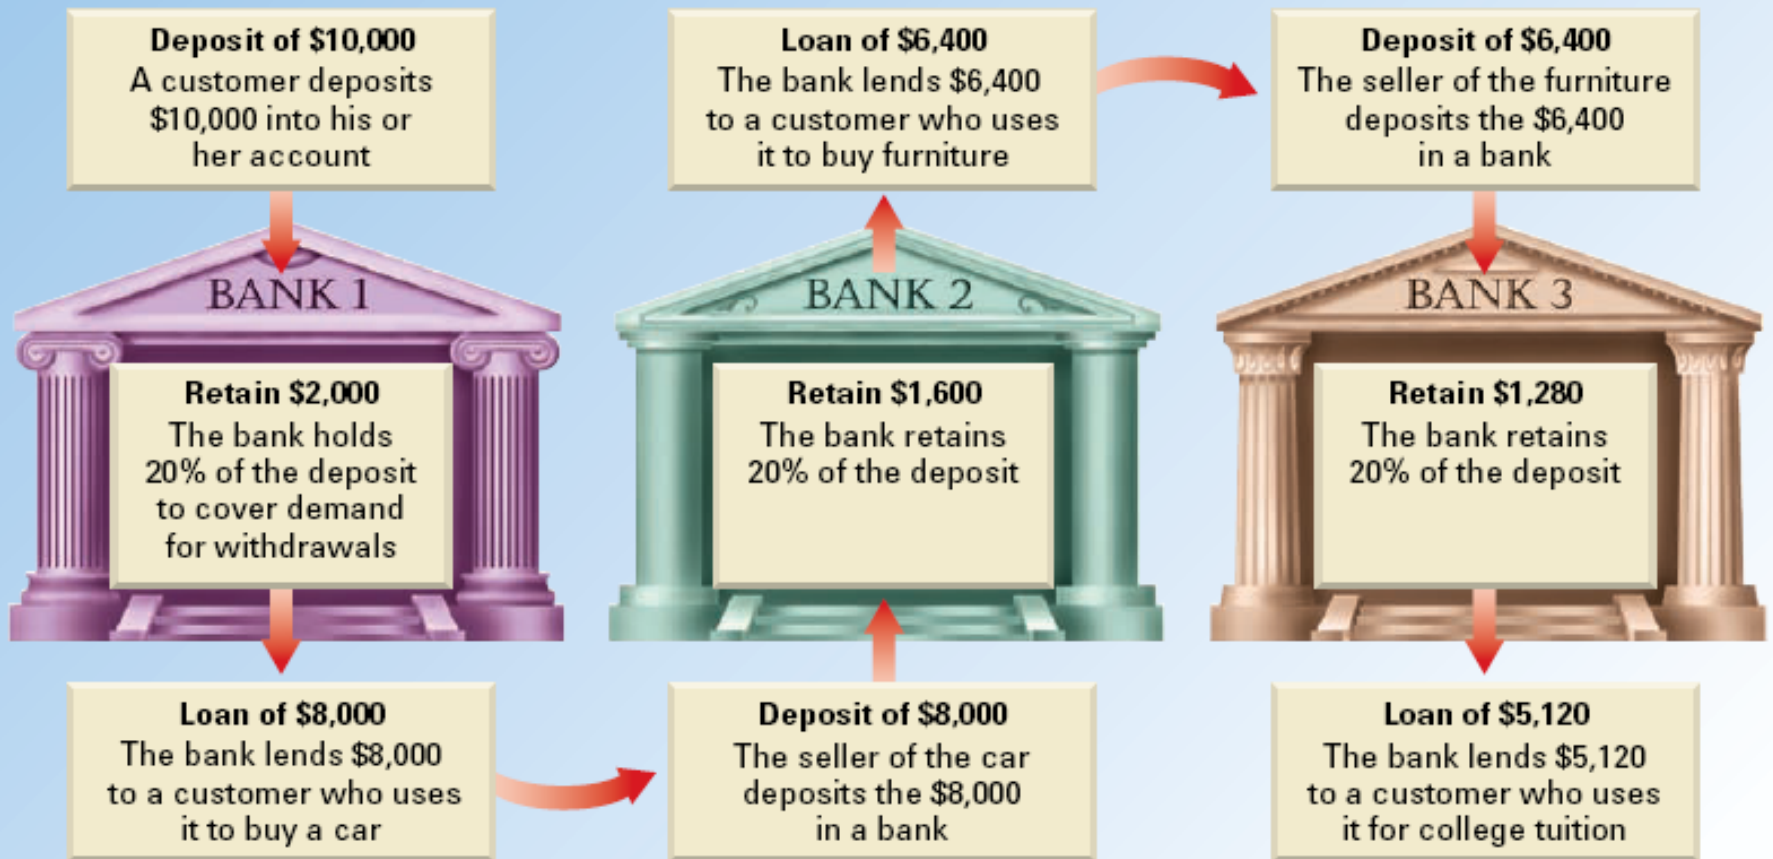 Deposit of $10,000
A customer deposits
$10,000 into his or
her account
BANK 1
Retain $2,000
The bank holds
20% of the deposit
to cover demand
for withdrawals
Loan of $8,000
The bank lends $8,000
to a customer who uses
it to buy a car
Deposit of $8,000
The seller of the car
deposits the $8,000
in a bank
BANK 2
Retain $1,600
The bank retains
20% of the deposit
Loan of $6,400
The bank lends $6,400
to a customer who uses
it to buy furniture
Deposit of $6,400
The seller of the furniture
deposits the $6,400
in a bank
BANK 3
Retain $1,280
The bank retains
20% of the deposit
Loan of $5,120
The bank lends $5,120
to a customer who uses
it for college tuition